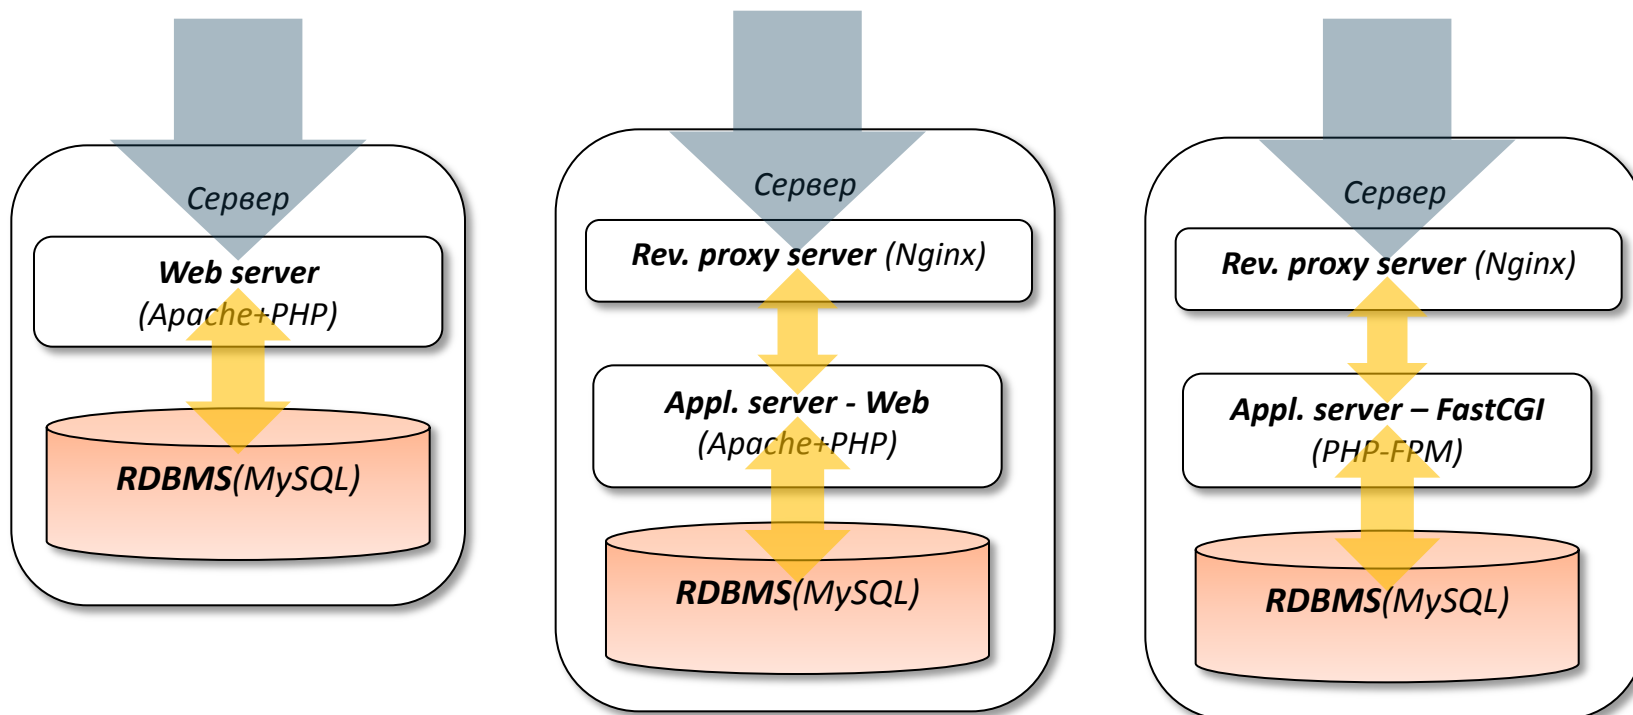 Сервер
Web server
(Apache+PHP)
RDBMS(MySQL)
Сервер
Rev. proxy server (Nginx)
Appl. server - Web
(Apache+PHP)
RDBMS(MySQL)
Сервер
Rev. proxy server (Nginx)
Appl. server – FastCGI
(PHP-FPM)
RDBMS(MySQL)